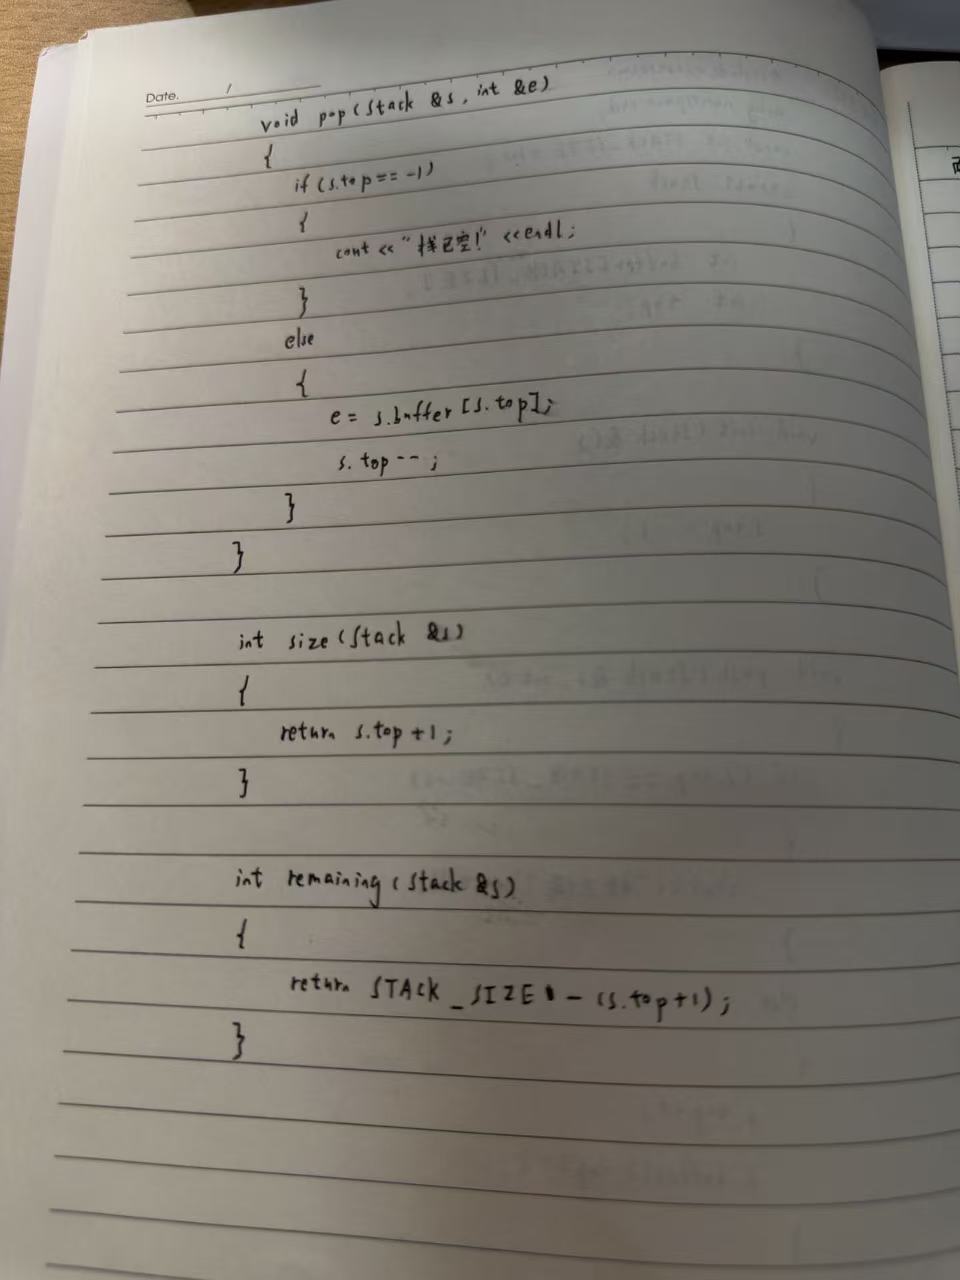 Date. /
void pop(Stack &s, int &e)
{
if (s.top == -1)
{
cout << "栈已空!" <<endl;
}
else
{
e = s.buffer[s.top];
s.top--;
}
}
int size(Stack &s)
{
return s.top+1;
}
int remaining(Stack &s)
{
return STACK_SIZE - (s.top+1);
}